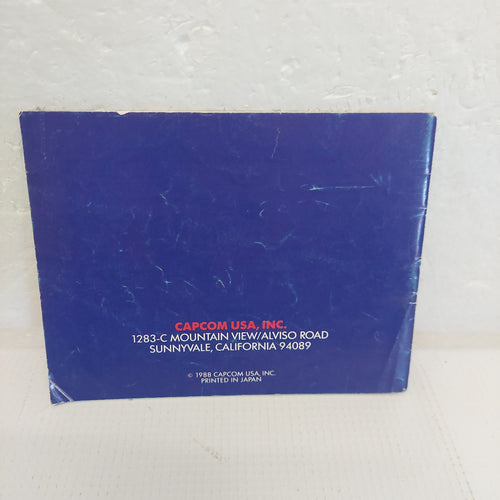 CAPCOM USA, INC.
1283-C MOUNTAIN VIEW/ALVISO ROAD
SUNNYVALE, CALIFORNIA 94089
© 1988 CAPCOM USA, INC.
PRINTED IN JAPAN